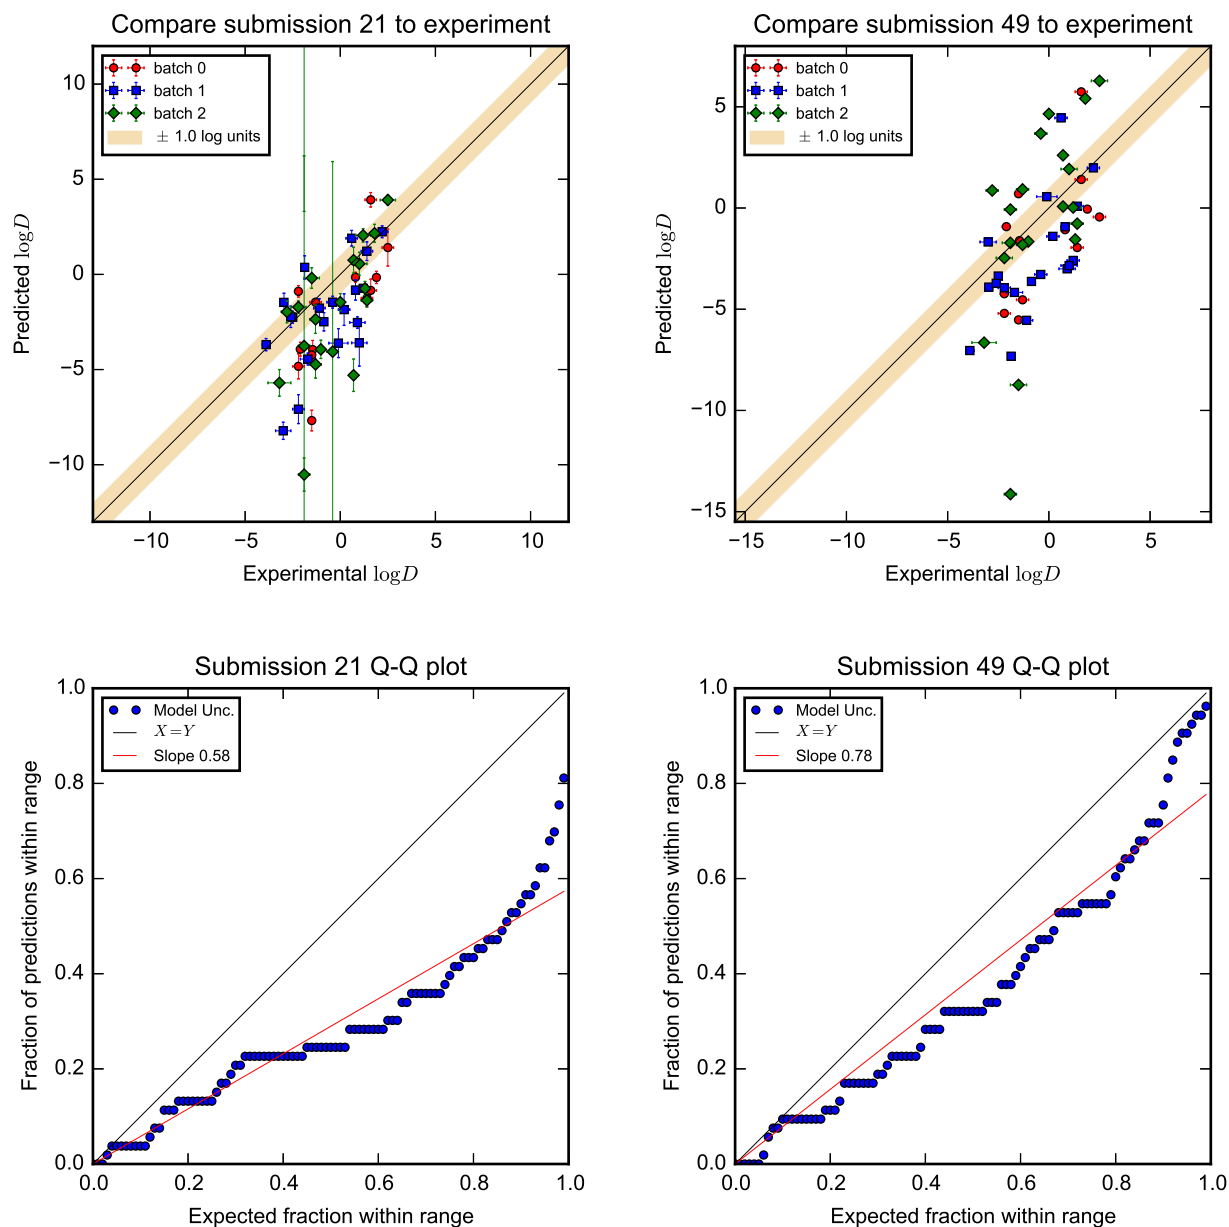 Compare submission 21 to experiment
batch 0
batch 1
batch 2
± 1.0 log units
10
5
0
−5
−10
Predicted logD
−10
−5
0
5
10
Experimental logD
Compare submission 49 to experiment
batch 0
batch 1
batch 2
± 1.0 log units
5
0
−5
−10
−15
Predicted logD
−15
−10
−5
0
5
Experimental logD
Submission 21 Q-Q plot
Model Unc.
X=Y
Slope 0.58
1.0
0.8
0.6
0.4
0.2
0.0
Fraction of predictions within range
0.0
0.2
0.4
0.6
0.8
1.0
Expected fraction within range
Submission 49 Q-Q plot
Model Unc.
X=Y
Slope 0.78
1.0
0.8
0.6
0.4
0.2
0.0
Fraction of predictions within range
0.0
0.2
0.4
0.6
0.8
1.0
Expected fraction within range